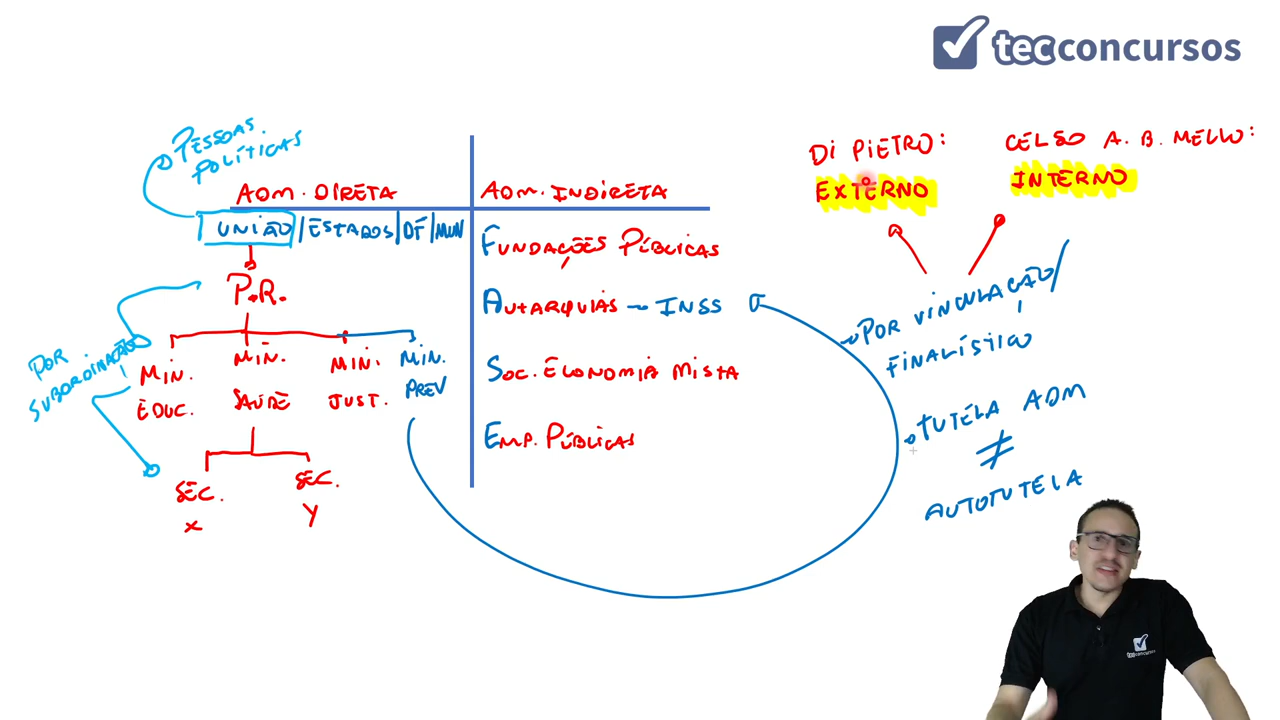 tecconcursos
PESSOAS
POLÍTICAS
ADM. DIRETA
ADM. INDIRETA
UNIÃO / ESTADOS / DF / MUN
P.R.
POR
SUBORDINAÇÃO
MIN.
EDUC.
MIN.
SAÚDE
MIN.
JUST.
MIN.
PREV
SEC.
X
SEC.
Y
FUNDAÇÕES PÚBLICAS
AUTARQUIAS - INSS
SOC. ECONOMIA MISTA
EMP. PÚBLICAS
DI PIETRO:
EXTERNO
CELSO A. B. MELLO:
INTERNO
POR VINCULAÇÃO/
FINALÍSTICO
TUTELA ADM
≠
AUTOTUTELA
tecconcursos